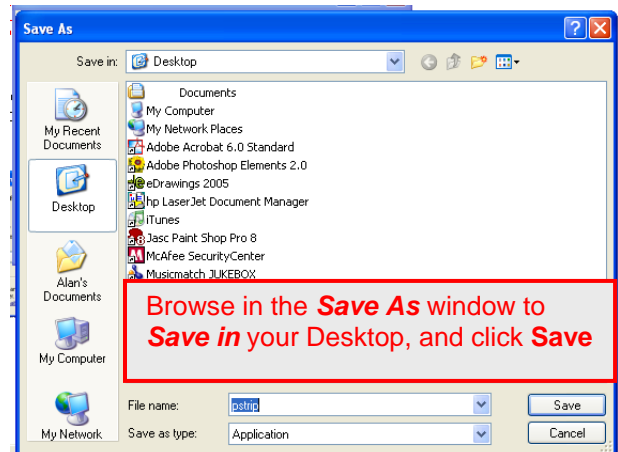 Save As
Save in: Desktop
Documents
My Computer
My Network Places
Adobe Acrobat 6.0 Standard
Adobe Photoshop Elements 2.0
eDrawings 2005
hp LaserJet Document Manager
iTunes
Jasc Paint Shop Pro 8
McAfee SecurityCenter
Musicmatch JUKEBOX
My Recent
Documents
Desktop
Alan's
Documents
My Computer
My Network
Browse in the Save As window to
Save in your Desktop, and click Save
File name: pstrip Save
Save as type: Application Cancel